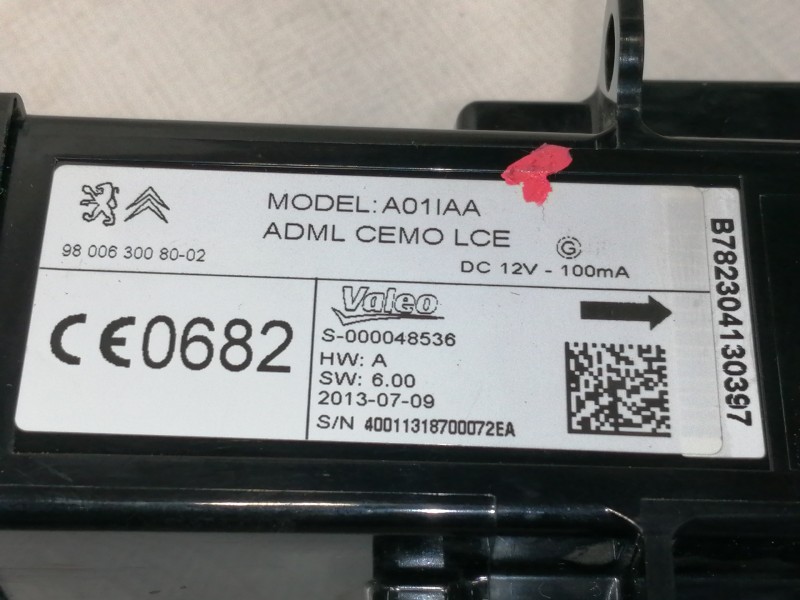 MODEL: A01IAA
ADML CEMO LCE
G
98 006 300 80-02
DC 12V - 100mA
CE0682
Valeo
S-000048536
HW: A
SW: 6.00
2013-07-09
S/N 40011318700072EA
B782304130397